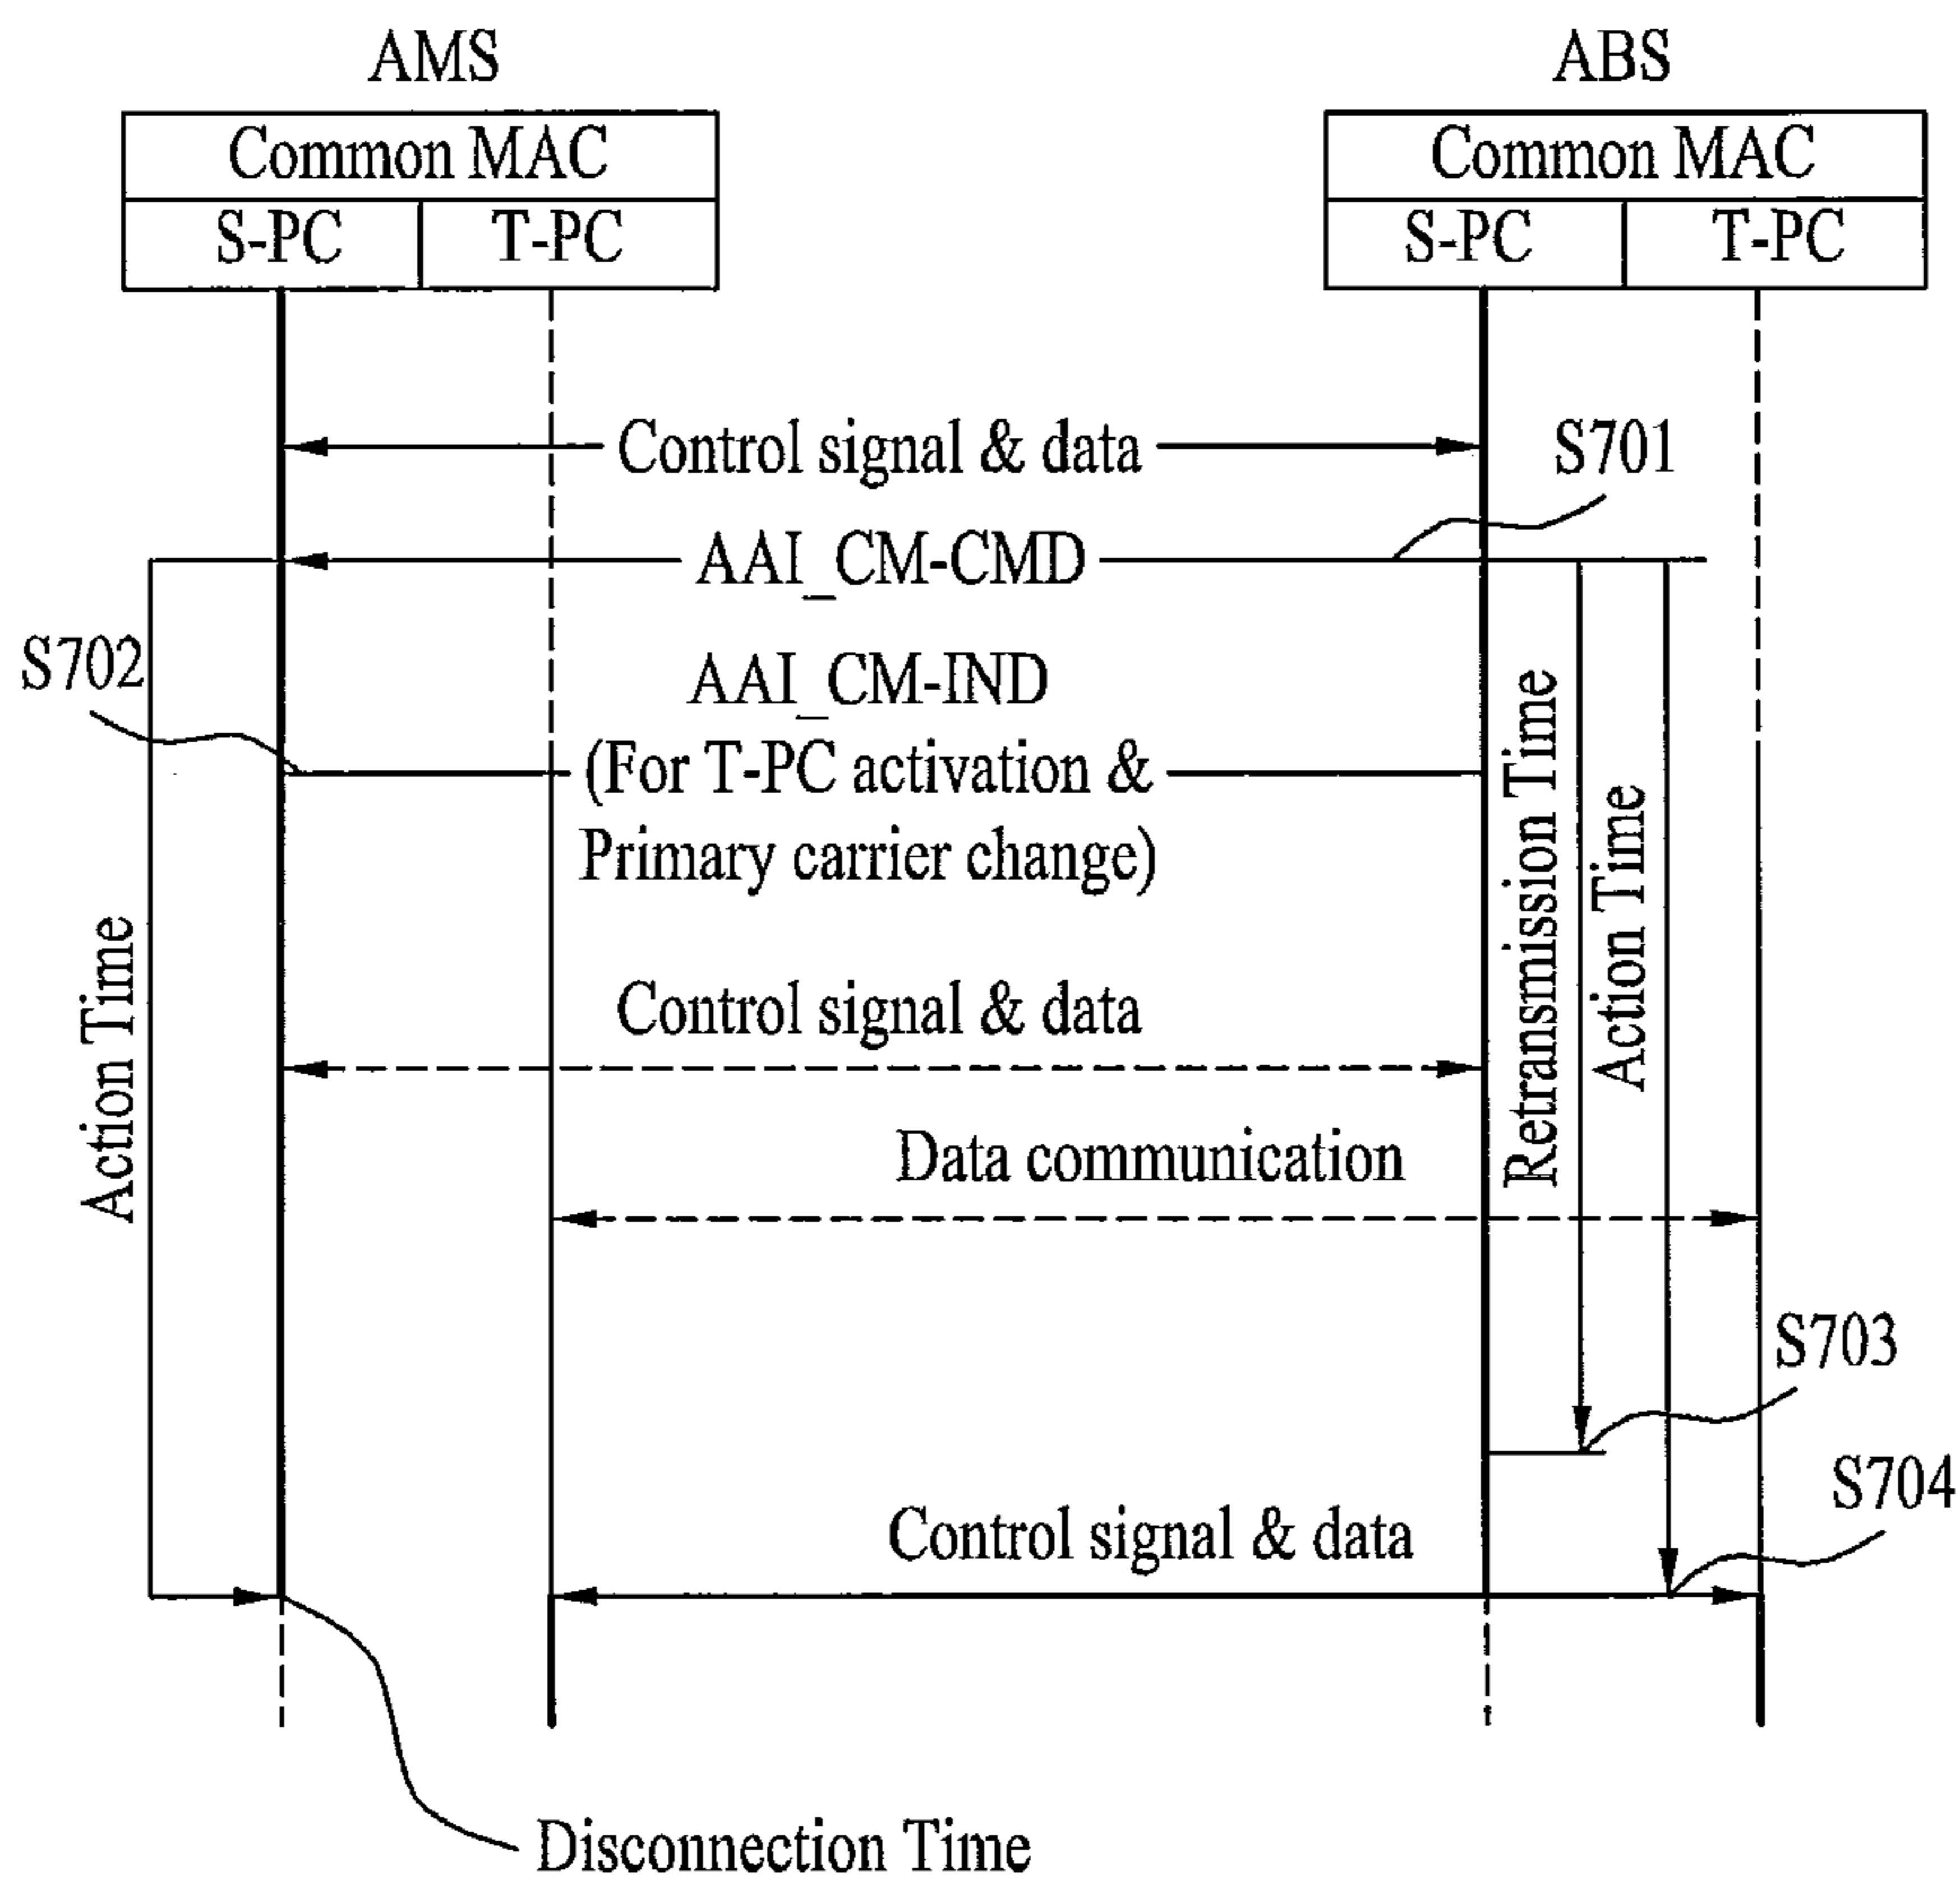 AMS
ABS
Common MAC
Common MAC
S-PC
T-PC
S-PC
T-PC
Control signal & data
S701
AAI_CM-CMD
S702
AAI_CM-IND
(For T-PC activation &
Primary carrier change)
Retransmission Time
Action Time
Action Time
Control signal & data
Data communication
S703
S704
Control signal & data
Disconnection Time